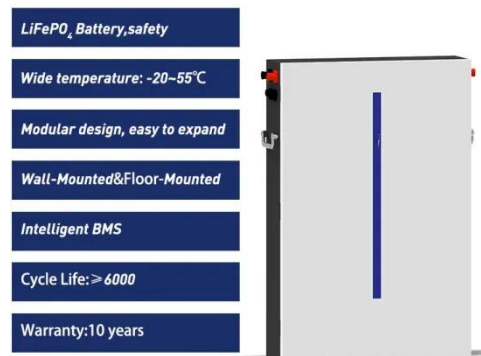 LiFePO₄ Battery,safety
Wide temperature: -20~55℃
Modular design, easy to expand
Wall-Mounted&Floor-Mounted
Intelligent BMS
Cycle Life:≥6000
Warranty:10 years